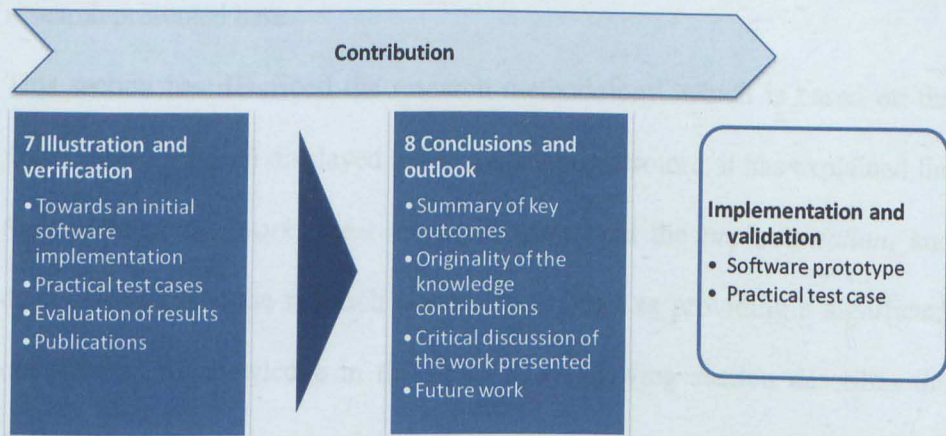 Contribution
7 Illustration and
verification
• Towards an initial
software
implementation
• Practical test cases
• Evaluation of results
• Publications
8 Conclusions and
outlook
• Summary of key
outcomes
• Originality of the
knowledge
contributions
• Critical discussion of
the work presented
• Future work
Implementation and
validation
• Software prototype
• Practical test case